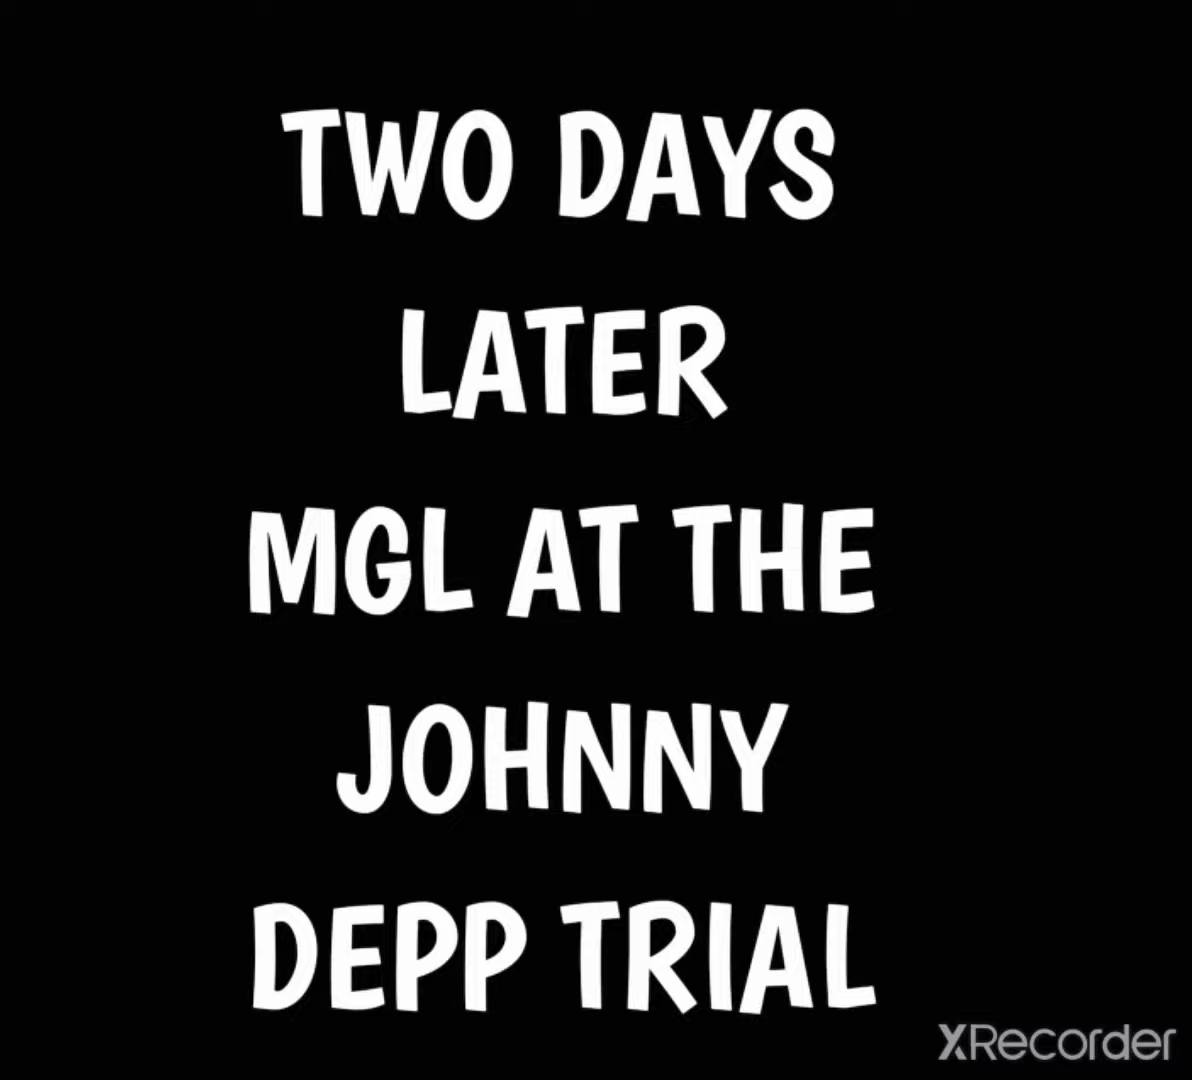 TWO DAYS
LATER
MGL AT THE
JOHNNY
DEPP TRIAL
XRecorder